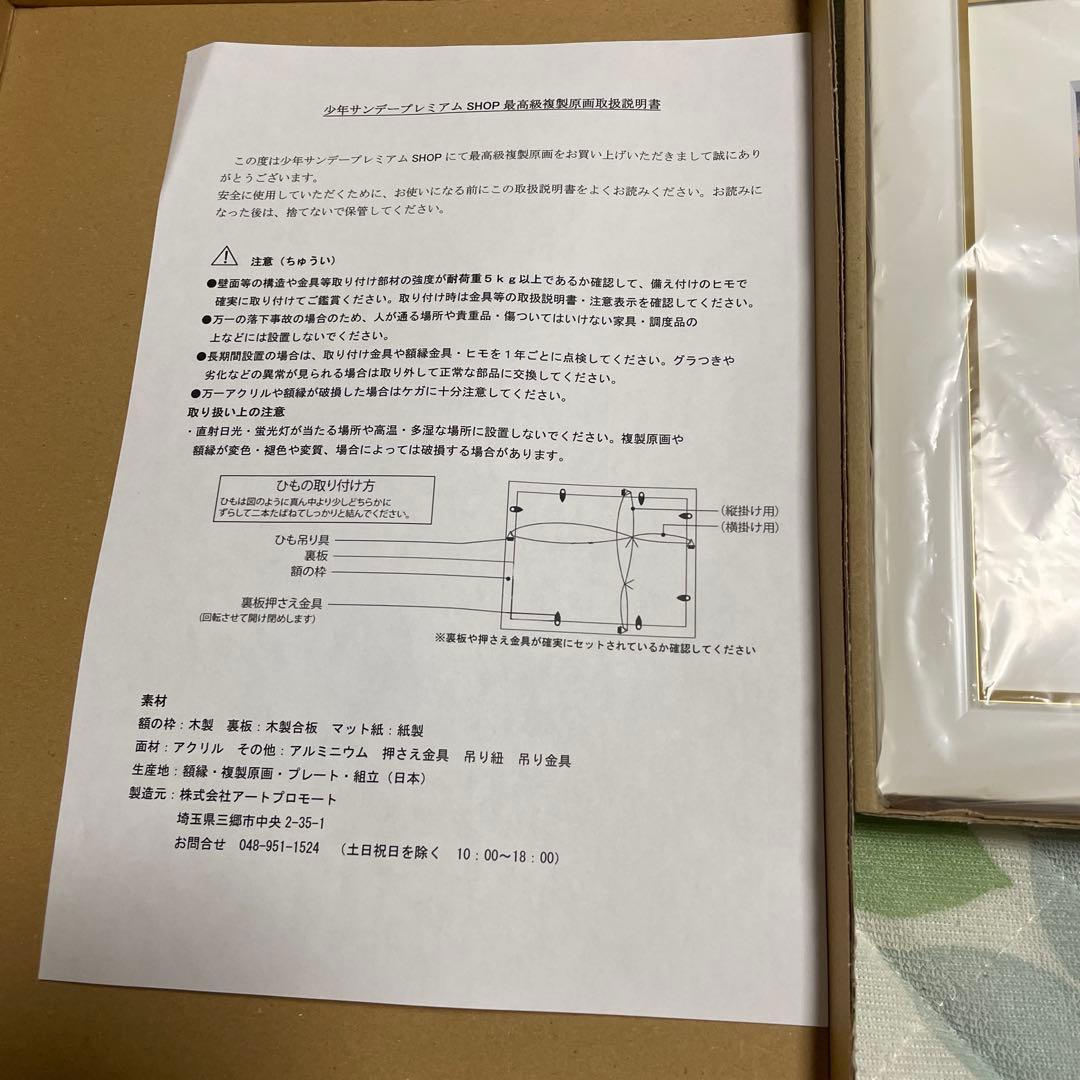 少年サンデープレミアム SHOP 最高級複製原画取扱説明書
この度は少年サンデープレミアム SHOP にて最高級複製原画をお買い上げいただきまして誠にあり
がとうございます。
安全に使用していただくために、お使いになる前にこの取扱説明書をよくお読みください。お読みに
なった後は、捨てないで保管してください。
注意（ちゅうい）
●壁面等の構造や金具等取り付け部材の強度が耐荷重５ｋｇ以上であるか確認して、備え付けのヒモで
確実に取り付けてご鑑賞ください。取り付け時は金具等の取扱説明書・注意表示を確認してください。
●万一の落下事故の場合のため、人が通る場所や貴重品・傷ついてはいけない家具・調度品の
上などには設置しないでください。
●長期間設置の場合は、取り付け金具や額縁金具・ヒモを１年ごとに点検してください。グラつきや
劣化などの異常が見られる場合は取り外して正常な部品に交換してください。
●万一アクリルや額縁が破損した場合はケガに十分注意してください。
取り扱い上の注意
・直射日光・蛍光灯が当たる場所や高温・多湿な場所に設置しないでください。複製原画や
額縁が変色・褪色や変質、場合によっては破損する場合があります。
ひもの取り付け方
ひもは図のように真ん中より少しどちらかに
ずらして二本たばねてしっかりと結んでください。
(縦掛け用)
(横掛け用)
ひも吊り具
裏板
額の枠
裏板押さえ金具
(回転させて開け閉めします)
※裏板や押さえ金具が確実にセットされているか確認してください
素材
額の枠：木製　裏板：木製合板　マット紙：紙製
面材：アクリル　その他：アルミニウム　押さえ金具　吊り紐　吊り金具
生産地：額縁・複製原画・プレート・組立（日本）
製造元：株式会社アートプロモート
埼玉県三郷市中央 2-35-1
お問合せ　048-951-1524　（土日祝日を除く　10：00～18：00）